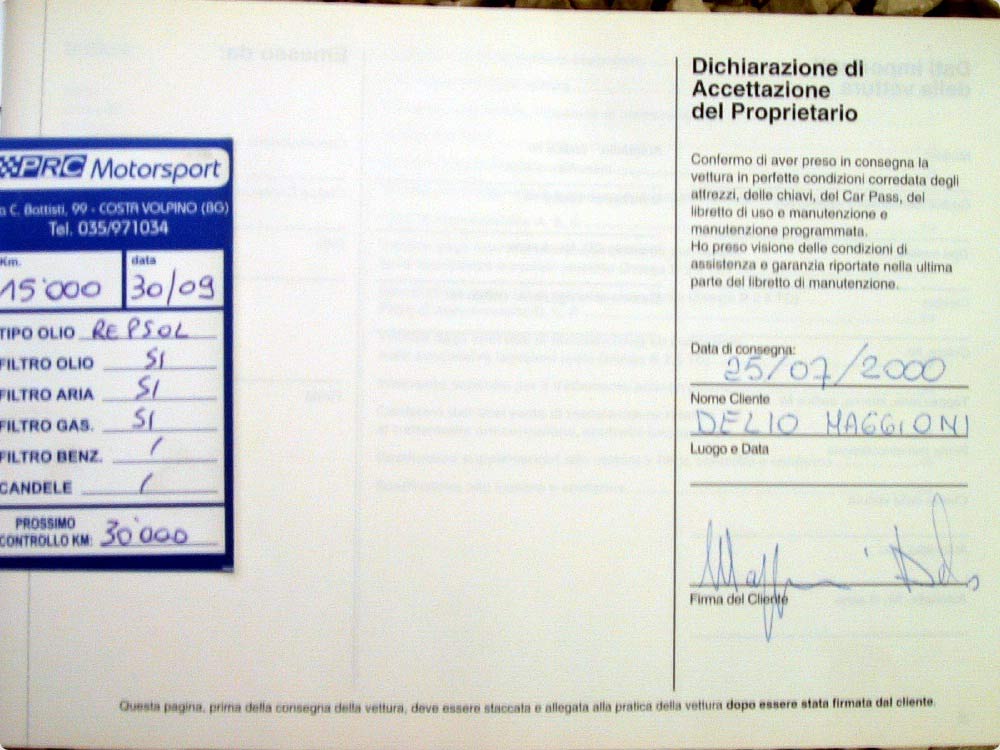 PRC Motorsport
C. Battisti, 99 - COSTA VOLPINO (BG)
Tel. 035/971034
Km. data
15'000 30/09
TIPO OLIO REPSOL
FILTRO OLIO SI
FILTRO ARIA SI
FILTRO GAS. SI
FILTRO BENZ. /
CANDELE /
PROSSIMO
CONTROLLO KM: 30'000
Dichiarazione di
Accettazione
del Proprietario
Confermo di aver preso in consegna la
vettura in perfette condizioni corredata degli
attrezzi, delle chiavi, del Car Pass, del
libretto di uso e manutenzione e
manutenzione programmata.
Ho preso visione delle condizioni di
assistenza e garanzia riportate nella ultima
parte del libretto di manutenzione.
Data di consegna:
25/07/2000
Nome Cliente
DELIO MAGGIONI
Luogo e Data
Firma del Cliente
Questa pagina, prima della consegna della vettura, deve essere staccata e allegata alla pratica della vettura dopo essere stata firmata dal cliente.